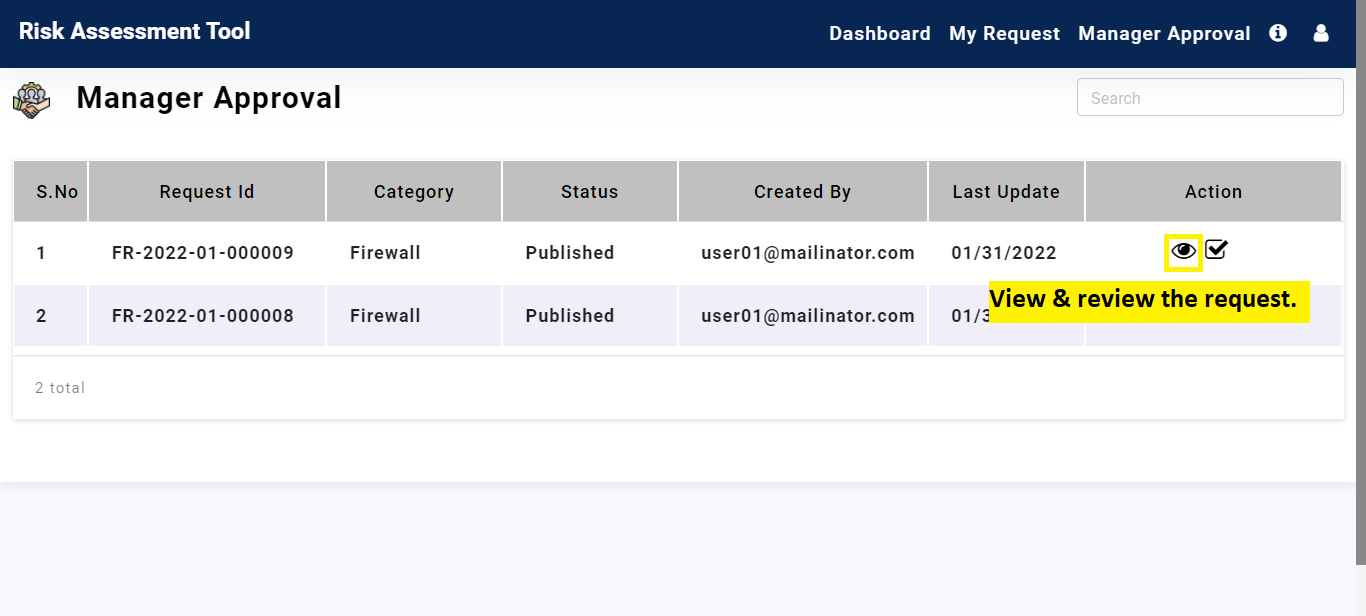 Risk Assessment Tool
Dashboard My Request Manager Approval
Manager Approval
Search
S.No Request Id Category Status Created By Last Update Action
1 FR-2022-01-000009 Firewall Published user01@mailinator.com 01/31/2022
View & review the request.
2 FR-2022-01-000008 Firewall Published user01@mailinator.com
2 total